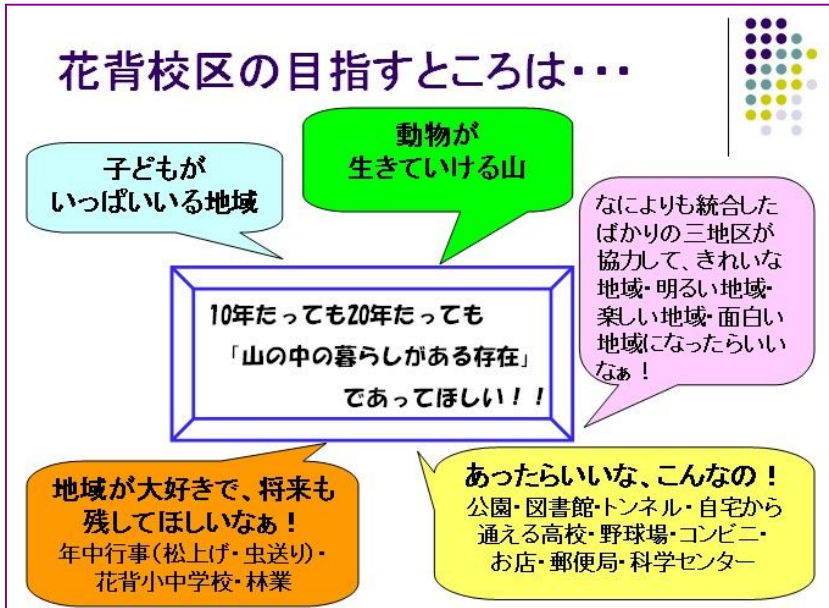 花背校区の目指すところは・・・
子どもが
いっぱいいる地域
動物が
生きていける山
なによりも統合した
ばかりの三地区が
協力して、きれいな
地域・明るい地域・
楽しい地域・面白い
地域になったらいい
なぁ！
10年たっても20年たっても
「山の中の暮らしがある存在」
であってほしい！！
地域が大好きで、将来も
残してほしいなぁ！
年中行事（松上げ・虫送り）・
花背小中学校・林業
あったらいいな、こんなの！
公園・図書館・トンネル・自宅から
通える高校・野球場・コンビニ・
お店・郵便局・科学センター